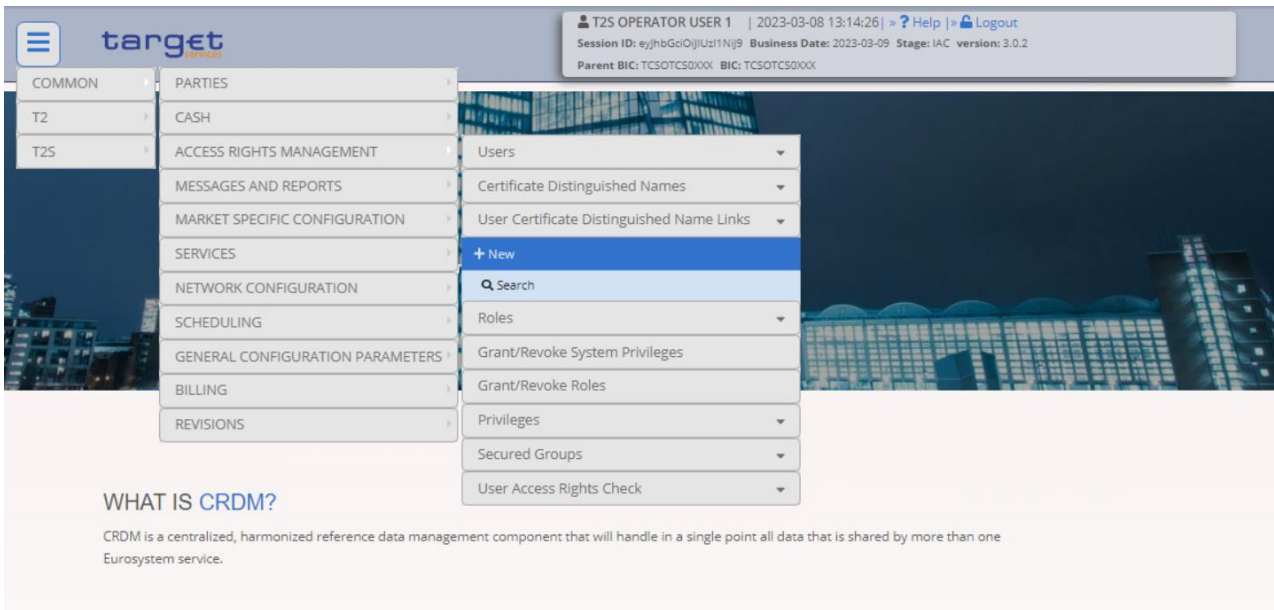 T2S OPERATOR USER 1 | 2023-03-08 13:14:26| » ? Help |» Logout
Session ID: eyJhbGciOiJIUzI1NiJ9 Business Date: 2023-03-09 Stage: IAC version: 3.0.2
Parent BIC: TCSOTCS0XXX BIC: TCSOTCS0XXX
target
services
COMMON
T2
T2S
PARTIES
CASH
ACCESS RIGHTS MANAGEMENT
MESSAGES AND REPORTS
MARKET SPECIFIC CONFIGURATION
SERVICES
NETWORK CONFIGURATION
SCHEDULING
GENERAL CONFIGURATION PARAMETERS
BILLING
REVISIONS
Users
Certificate Distinguished Names
User Certificate Distinguished Name Links
+ New
Search
Roles
Grant/Revoke System Privileges
Grant/Revoke Roles
Privileges
Secured Groups
User Access Rights Check
WHAT IS CRDM?
CRDM is a centralized, harmonized reference data management component that will handle in a single point all data that is shared by more than one
Eurosystem service.